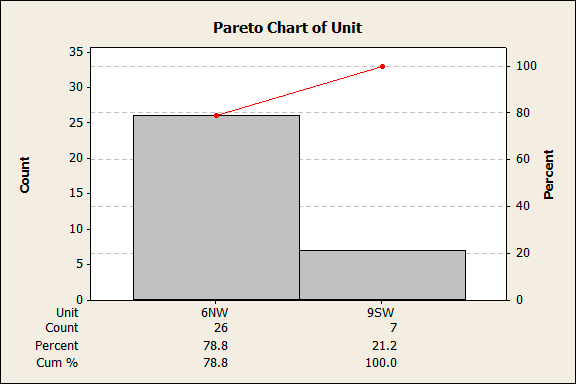 Pareto Chart of Unit
35
30
25
20
15
10
5
0
Count
100
80
60
40
20
0
Percent
Unit 6NW 9SW
Count 26 7
Percent 78.8 21.2
Cum % 78.8 100.0